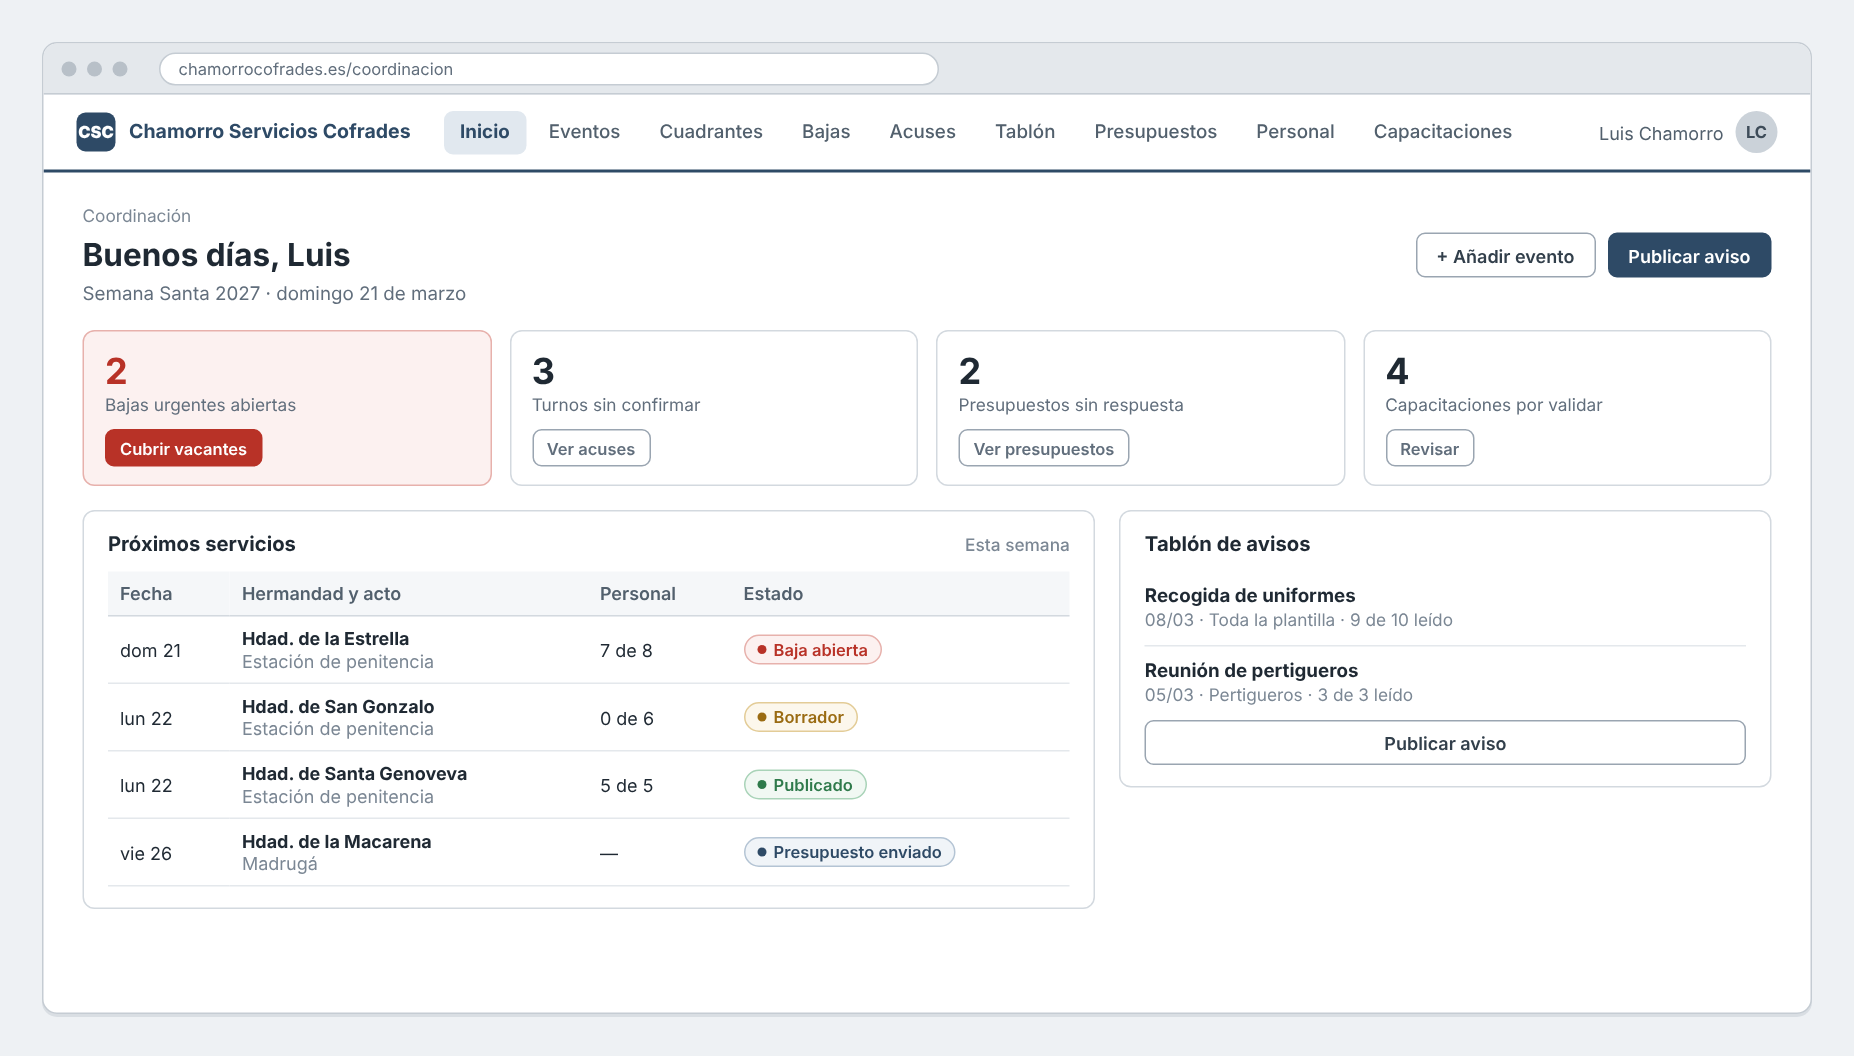 chamorrocofrades.es/coordinacion
CSC Chamorro Servicios Cofrades Inicio Eventos Cuadrantes Bajas Acuses Tablón Presupuestos Personal Capacitaciones Luis Chamorro LC
Coordinación
Buenos días, Luis
Semana Santa 2027 · domingo 21 de marzo
+ Añadir evento Publicar aviso
2
Bajas urgentes abiertas
Cubrir vacantes
3
Turnos sin confirmar
Ver acuses
2
Presupuestos sin respuesta
Ver presupuestos
4
Capacitaciones por validar
Revisar
Próximos servicios Esta semana
Fecha Hermandad y acto Personal Estado
dom 21 Hdad. de la Estrella 7 de 8 Baja abierta
Estación de penitencia
lun 22 Hdad. de San Gonzalo 0 de 6 Borrador
Estación de penitencia
lun 22 Hdad. de Santa Genoveva 5 de 5 Publicado
Estación de penitencia
vie 26 Hdad. de la Macarena — Presupuesto enviado
Madrugá
Tablón de avisos
Recogida de uniformes
08/03 · Toda la plantilla · 9 de 10 leído
Reunión de pertigueros
05/03 · Pertigueros · 3 de 3 leído
Publicar aviso